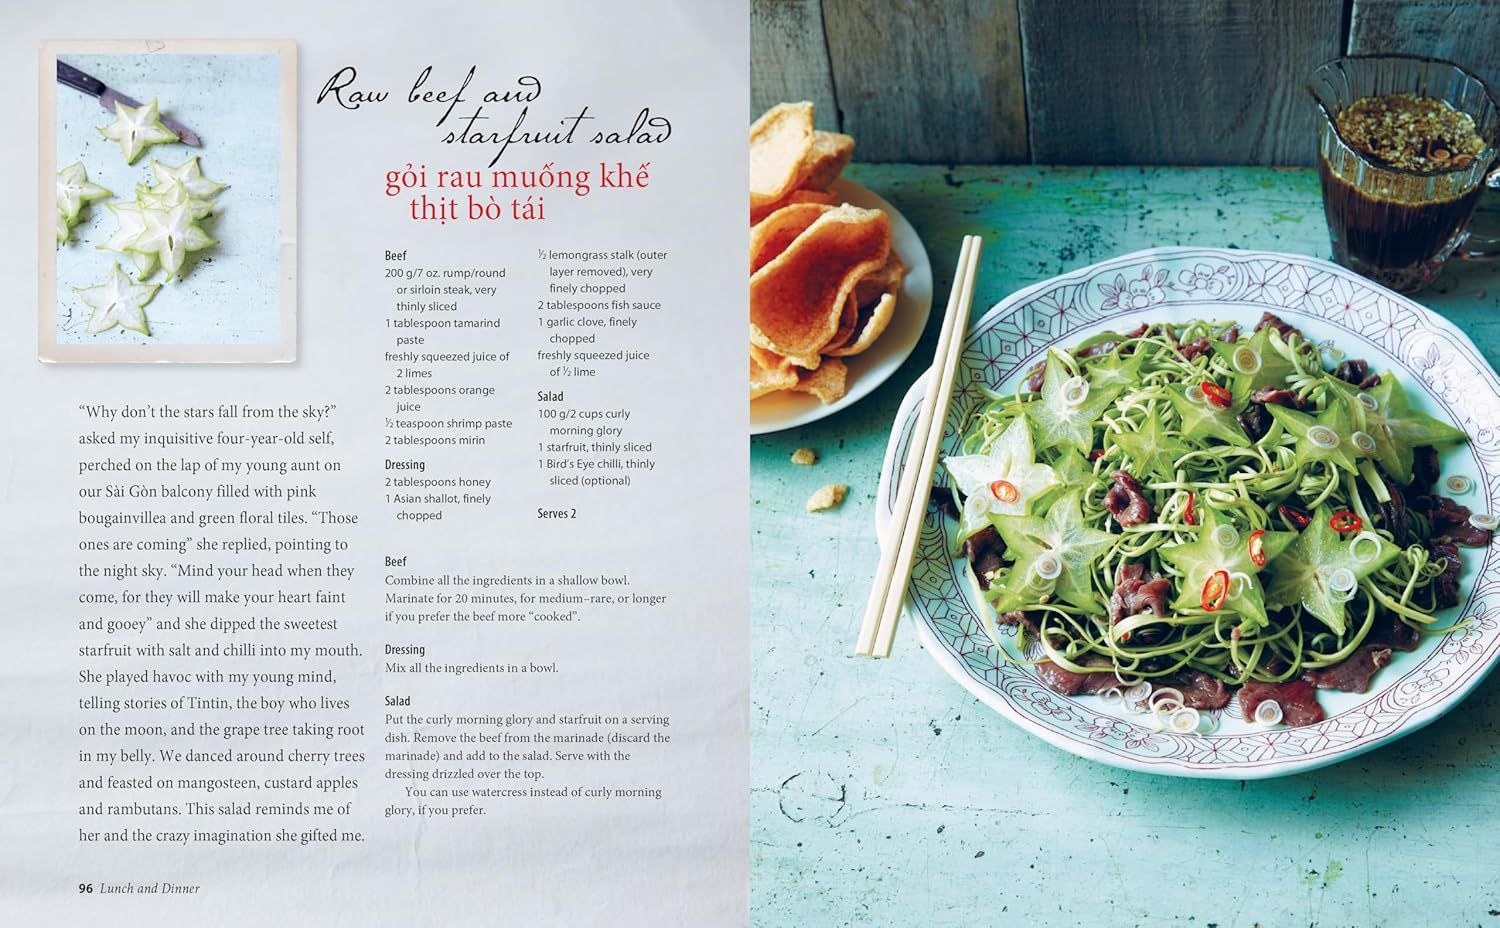 Raw beef and
starfruit salad
gỏi rau muống khế
thịt bò tái
Beef
200 g/7 oz. rump/round
or sirloin steak, very
thinly sliced
1 tablespoon tamarind
paste
freshly squeezed juice of
2 limes
2 tablespoons orange
juice
½ teaspoon shrimp paste
2 tablespoons mirin
Dressing
2 tablespoons honey
1 Asian shallot, finely
chopped
½ lemongrass stalk (outer
layer removed), very
finely chopped
2 tablespoons fish sauce
1 garlic clove, finely
chopped
freshly squeezed juice
of ½ lime
Salad
100 g/2 cups curly
morning glory
1 starfruit, thinly sliced
1 Bird's Eye chilli, thinly
sliced (optional)
Serves 2
Beef
Combine all the ingredients in a shallow bowl.
Marinate for 20 minutes, for medium–rare, or longer
if you prefer the beef more “cooked”.
Dressing
Mix all the ingredients in a bowl.
Salad
Put the curly morning glory and starfruit on a serving
dish. Remove the beef from the marinade (discard the
marinade) and add to the salad. Serve with the
dressing drizzled over the top.
You can use watercress instead of curly morning
glory, if you prefer.
“Why don't the stars fall from the sky?”
asked my inquisitive four-year-old self,
perched on the lap of my young aunt on
our Sài Gòn balcony filled with pink
bougainvillea and green floral tiles. “Those
ones are coming” she replied, pointing to
the night sky. “Mind your head when they
come, for they will make your heart faint
and gooey” and she dipped the sweetest
starfruit with salt and chilli into my mouth.
She played havoc with my young mind,
telling stories of Tintin, the boy who lives
on the moon, and the grape tree taking root
in my belly. We danced around cherry trees
and feasted on mangosteen, custard apples
and rambutans. This salad reminds me of
her and the crazy imagination she gifted me.
96 Lunch and Dinner